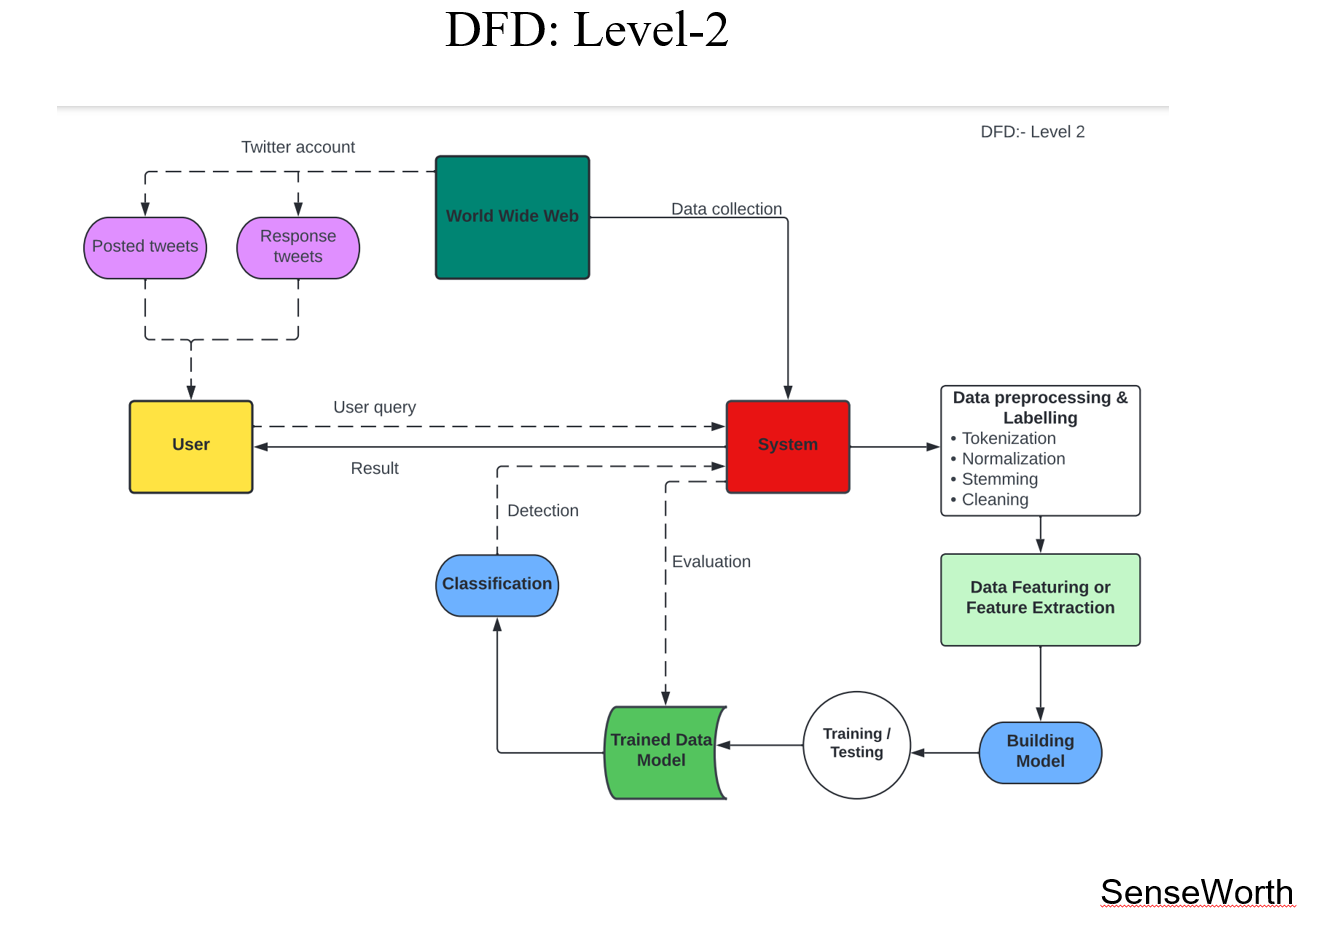 DFD: Level-2
DFD:- Level 2
Twitter account
World Wide Web
Data collection
Posted tweets
Response
tweets
User query
User
System
Result
Data preprocessing &
Labelling
• Tokenization
• Normalization
• Stemming
• Cleaning
Detection
Evaluation
Classification
Data Featuring or
Feature Extraction
Trained Data
Model
Training /
Testing
Building
Model
SenseWorth